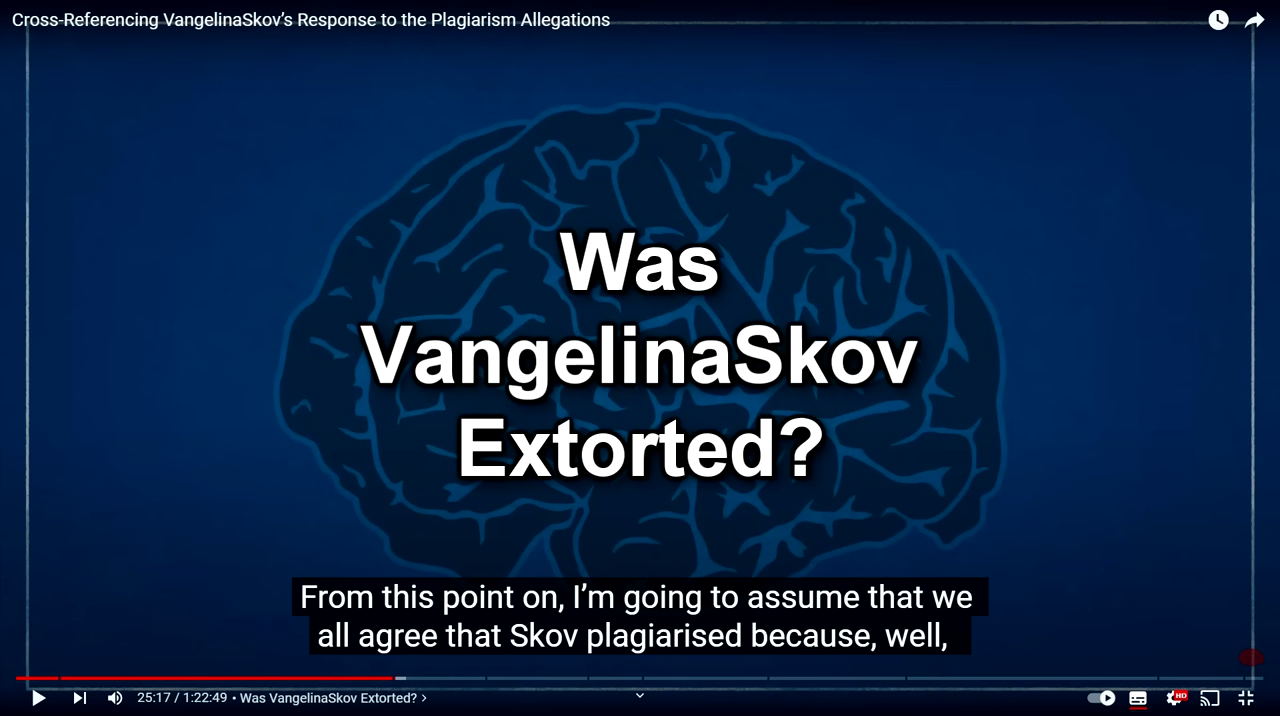 Cross-Referencing VangelinaSkov’s Response to the Plagiarism Allegations
Was
VangelinaSkov
Extorted?
From this point on, I’m going to assume that we
all agree that Skov plagiarised because, well,
25:17 / 1:22:49 • Was VangelinaSkov Extorted? >
HD